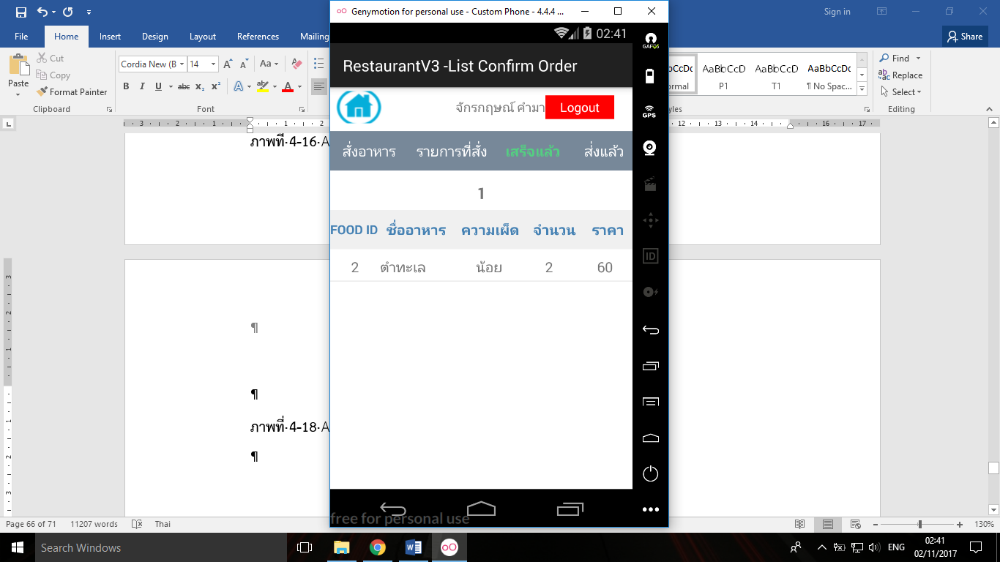 Genymotion for personal use - Custom Phone - 4.4.4 ...
Sign in
File Home Insert Design Layout References Mailing
Share
Paste
Cut
Copy
Format Painter
Clipboard
Cordia New (B 14
B I U abc x₂ x²
Font
AaBbCcD AaBbCcD AaBbCcDc
P1 T1 ¶ No Spac...
Find
Replace
Select
Editing
02:41
RestaurantV3 -List Confirm Order
จักรกฤษณ์ คำมา
Logout
สั่งอาหาร รายการที่สั่ง เสร็จแล้ว ส่งแล้ว
1
FOOD ID ชื่ออาหาร ความเผ็ด จำนวน ราคา
2 ตำทะเล น้อย 2 60
GPS
ID
free for personal use
ภาพที่·4-16·A
¶
¶
ภาพที่·4-18·A
¶
Page 66 of 71 11207 words Thai
130%
Search Windows
ENG
02:41
02/11/2017